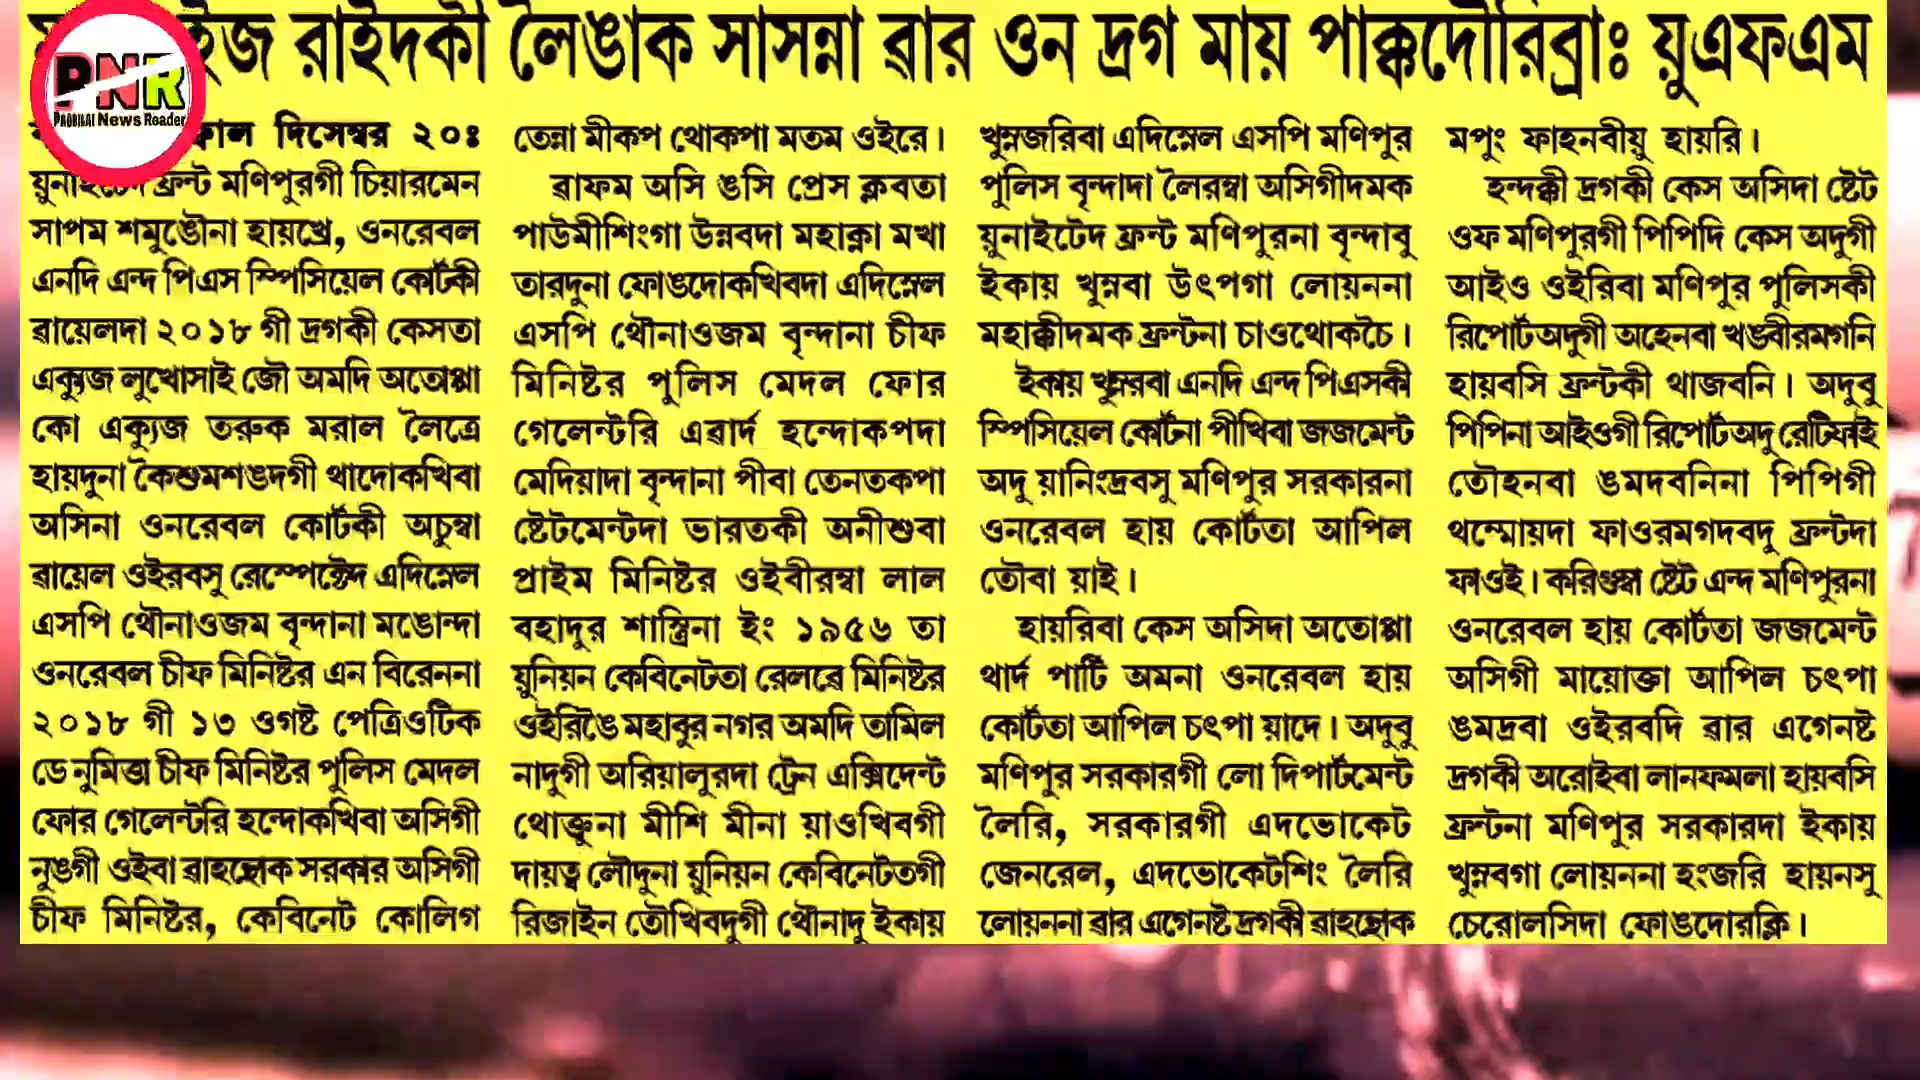 রাইদকী লৈঙাক সাসন্না ৱার ওন দ্রগ মায় পাক্কদৌরিব্রাঃ য়ুএফএম
PNR
PROBILAI News Reader
দিসেম্বর ২০ঃ
য়ুনাইতেদ ফ্রন্ট মণিপুরগী চিয়ারমেন
সাপম শমুঙৌনা হায়খ্রে, ওনরেবল
এনদি এন্দ পিএস স্পিসিয়েল কোর্টকী
ৱায়েলদা ২০১৮ গী দ্রগকী কেসতা
এক্যুজ লুখোসাই জৌ অমদি অতোপ্পা
কো এক্যুজ তরুক মরাল লৈত্রে
হায়দুনা কৈশুমশঙদগী থাদোকখিবা
অসিনা ওনরেবল কোর্টকী অচুম্বা
ৱায়েল ওইরবসু রেস্পেক্টেদ এদিস্নেল
এসপি থৌনাওজম বৃন্দানা মঙোন্দা
ওনরেবল চীফ মিনিষ্টর এন বিরেননা
২০১৮ গী ১৩ ওগষ্ট পেত্রিওটিক
ডে নুমিত্তা চীফ মিনিষ্টর পুলিস মেদল
ফোর গেলেন্টরি হন্দোকখিবা অসিগী
নুঙগী ওইবা ৱাহন্থোক সরকার অসিগী
চীফ মিনিষ্টর, কেবিনেট কোলিগ
তেন্না মীকপ থোকপা মতম ওইরে।
ৱাফম অসি ঙসি প্রেস ক্লবতা
পাউমীশিংগা উন্নবদা মহাক্না মখা
তারদুনা ফোঙদোকখিবদা এদিস্নেল
এসপি থৌনাওজম বৃন্দানা চীফ
মিনিষ্টর পুলিস মেদল ফোর
গেলেন্টরি এৱার্দ হন্দোকপদা
মেদিয়াদা বৃন্দানা পীবা তেনতকপা
ষ্টেটমেন্টদা ভারতকী অনীশুবা
প্রাইম মিনিষ্টর ওইবীরম্বা লাল
বহাদুর শাস্ত্রিনা ইং ১৯৫৬ তা
য়ুনিয়ন কেবিনেটতা রেলৱে মিনিষ্টর
ওইরিঙৈ মহাবুর নগর অমদি তামিল
নাদুগী অরিয়ালুরদা ট্রেন এক্সিদেন্ট
থোক্তুনা মীশি মীনা য়াওখিবগী
দায়ত্ব লৌদুনা য়ুনিয়ন কেবিনেটতগী
রিজাইন তৌখিবদুগী থৌনাদু ইকায়
খুম্নজরিবা এদিস্নেল এসপি মণিপুর
পুলিস বৃন্দাদা লৈরম্বা অসিগীদমক
য়ুনাইটেদ ফ্রন্ট মণিপুরনা বৃন্দাবু
ইকায় খুম্নবা উৎপগা লোয়ননা
মহাক্কীদমক ফ্রন্টনা চাওথোকচৈ।
ইকায় খুম্নরবা এনদি এন্দ পিএসকী
স্পিসিয়েল কোর্টনা পীখিবা জজমেন্ট
অদু য়ানিংদ্রবসু মণিপুর সরকারনা
ওনরেবল হায় কোর্টতা আপিল
তৌবা য়াই।
হায়রিবা কেস অসিদা অতোপ্পা
থার্দ পার্টি অমনা ওনরেবল হায়
কোর্টতা আপিল চৎপা য়াদে। অদুবু
মণিপুর সরকারগী লো দিপার্টমেন্ট
লৈরি, সরকারগী এদভোকেট
জেনরেল, এদভোকেটশিং লৈরি
লোয়ননা ৱার এগেনষ্ট দ্রগকী ৱাহন্থোক
মপুং ফাহনবীয়ু হায়রি।
হন্দক্কী দ্রগকী কেস অসিদা ষ্টেট
ওফ মণিপুরগী পিপিদি কেস অদুগী
আইও ওইরিবা মণিপুর পুলিসকী
রিপোর্টঅদুগী অহেনবা খঙবীরমগনি
হায়বসি ফ্রন্টকী থাজবনি। অদুবু
পিপিনা আইওগী রিপোর্টঅদু রেটিফাই
তৌহনবা ঙমদবনিনা পিপিগী
থম্মোয়দা ফাওরমগদবদু ফ্রন্টদা
ফাওই। করিগুম্বা ষ্টেট এন্দ মণিপুরনা
ওনরেবল হায় কোর্টতা জজমেন্ট
অসিগী মায়োক্তা আপিল চৎপা
ঙমদ্রবা ওইরবদি ৱার এগেনষ্ট
দ্রগকী অরোইবা লানফমলা হায়বসি
ফ্রন্টনা মণিপুর সরকারদা ইকায়
খুম্নবগা লোয়ননা হংজরি হায়নসু
চেরোলসিদা ফোঙদোরক্লি।